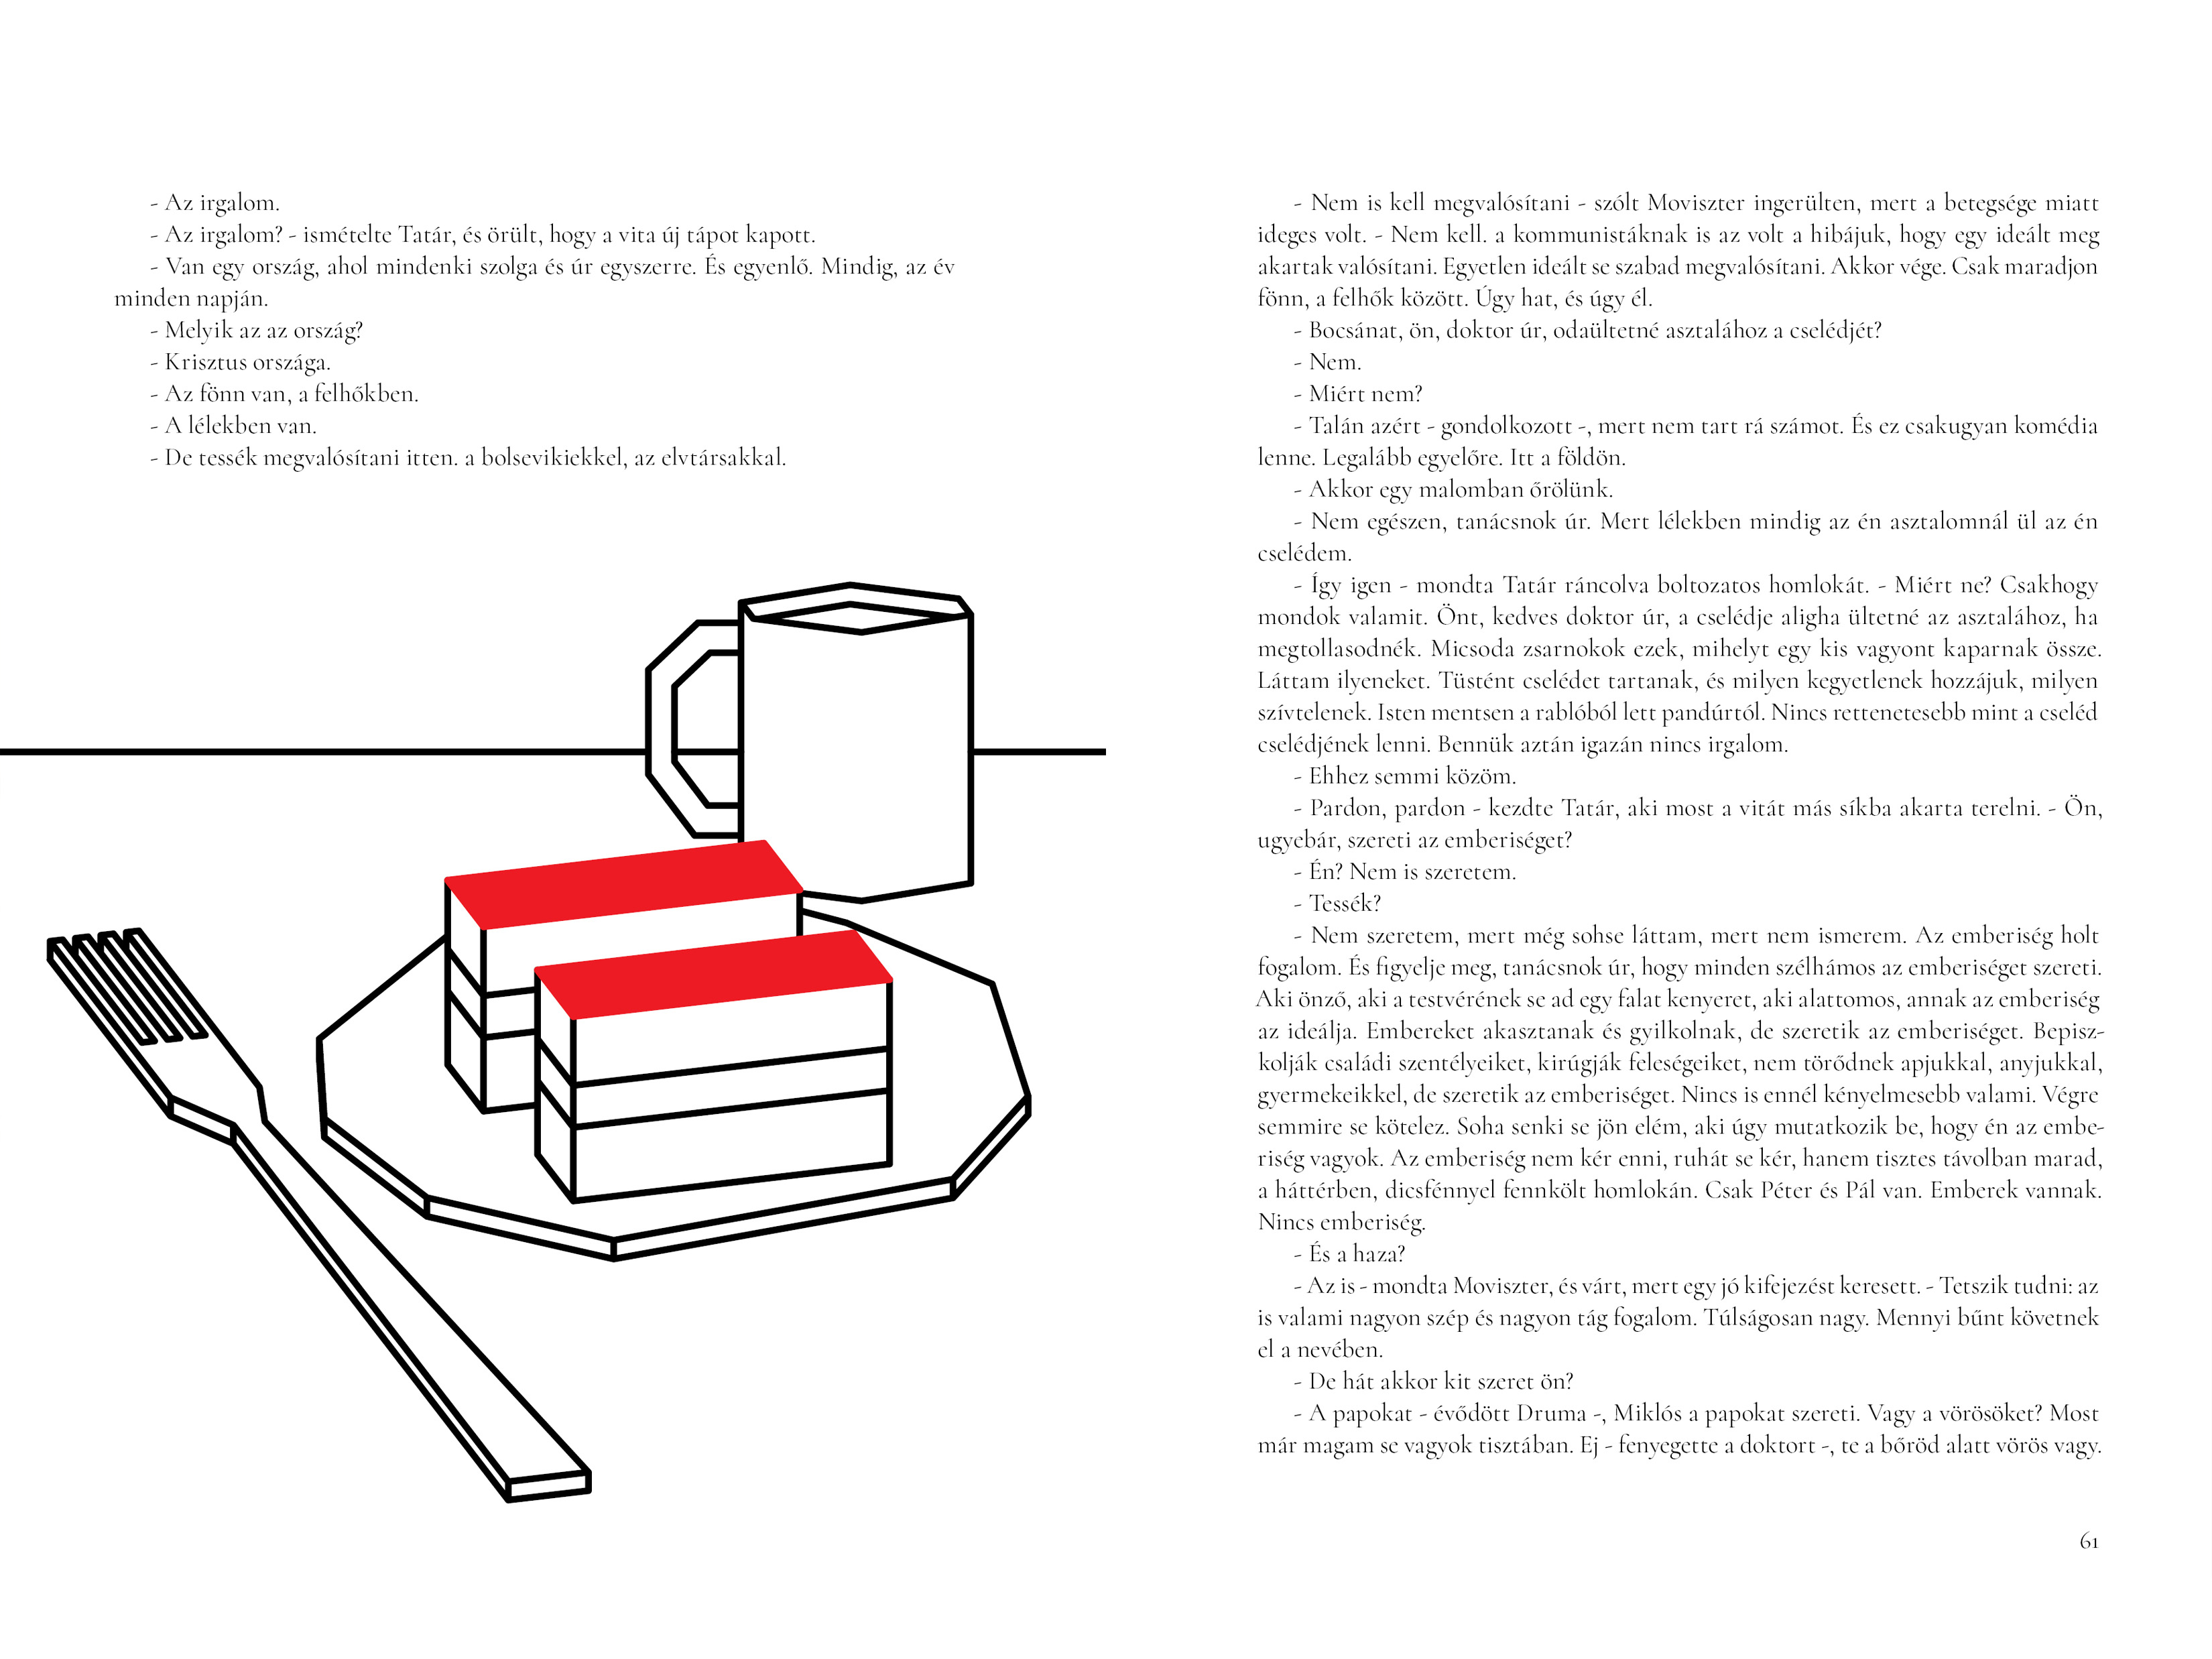 - Az irgalom.
- Az irgalom? - ismételte Tatár, és örült, hogy a vita új tápot kapott.
- Van egy ország, ahol mindenki szolga és úr egyszerre. És egyenlő. Mindig, az év
minden napján.
- Melyik az az ország?
- Krisztus országa.
- Az fönn van, a felhőkben.
- A lélekben van.
- De tessék megvalósítani itten. a bolsevikiekkel, az elvtársakkal.
- Nem is kell megvalósítani - szólt Moviszter ingerülten, mert a betegsége miatt
ideges volt. - Nem kell. a kommunistáknak is az volt a hibájuk, hogy egy ideált meg
akartak valósítani. Egyetlen ideált se szabad megvalósítani. Akkor vége. Csak maradjon
fönn, a felhők között. Úgy hat, és úgy él.
- Bocsánat, ön, doktor úr, odaültetné asztalához a cselédjét?
- Nem.
- Miért nem?
- Talán azért - gondolkozott -, mert nem tart rá számot. És ez csakugyan komédia
lenne. Legalább egyelőre. Itt a földön.
- Akkor egy malomban őrölünk.
- Nem egészen, tanácsnok úr. Mert lélekben mindig az én asztalomnál ül az én
cselédem.
- Így igen - mondta Tatár ráncolva boltozatos homlokát. - Miért ne? Csakhogy
mondok valamit. Önt, kedves doktor úr, a cselédje aligha ültetné az asztalához, ha
megtollasodnék. Micsoda zsarnokok ezek, mihelyt egy kis vagyont kaparnak össze.
Láttam ilyeneket. Tüstént cselédet tartanak, és milyen kegyetlenek hozzájuk, milyen
szívtelenek. Isten mentsen a rablóból lett pandúrtól. Nincs rettenetesebb mint a cseléd
cselédjének lenni. Bennük aztán igazán nincs irgalom.
- Ehhez semmi közöm.
- Pardon, pardon - kezdte Tatár, aki most a vitát más síkba akarta terelni. - Ön,
ugyebár, szereti az emberiséget?
- Én? Nem is szeretem.
- Tessék?
- Nem szeretem, mert még sohse láttam, mert nem ismerem. Az emberiség holt
fogalom. És figyelje meg, tanácsnok úr, hogy minden szélhámos az emberiséget szereti.
Aki önző, aki a testvérének se ad egy falat kenyeret, aki alattomos, annak az emberiség
az ideálja. Embereket akasztanak és gyilkolnak, de szeretik az emberiséget. Bepisz-
kolják családi szentélyeiket, kirúgják feleségeiket, nem törődnek apjukkal, anyjukkal,
gyermekeikkel, de szeretik az emberiséget. Nincs is ennél kényelmesebb valami. Végre
semmire se kötelez. Soha senki se jön elém, aki úgy mutatkozik be, hogy én az embe-
riség vagyok. Az emberiség nem kér enni, ruhát se kér, hanem tisztes távolban marad,
a háttérben, dicsfénnyel fennkölt homlokán. Csak Péter és Pál van. Emberek vannak.
Nincs emberiség.
- És a haza?
- Az is - mondta Moviszter, és várt, mert egy jó kifejezést keresett. - Tetszik tudni: az
is valami nagyon szép és nagyon tág fogalom. Túlságosan nagy. Mennyi bűnt követnek
el a nevében.
- De hát akkor kit szeret ön?
- A papokat - évődött Druma -, Miklós a papokat szereti. Vagy a vörösöket? Most
már magam se vagyok tisztában. Ej - fenyegette a doktort -, te a bőröd alatt vörös vagy.
61